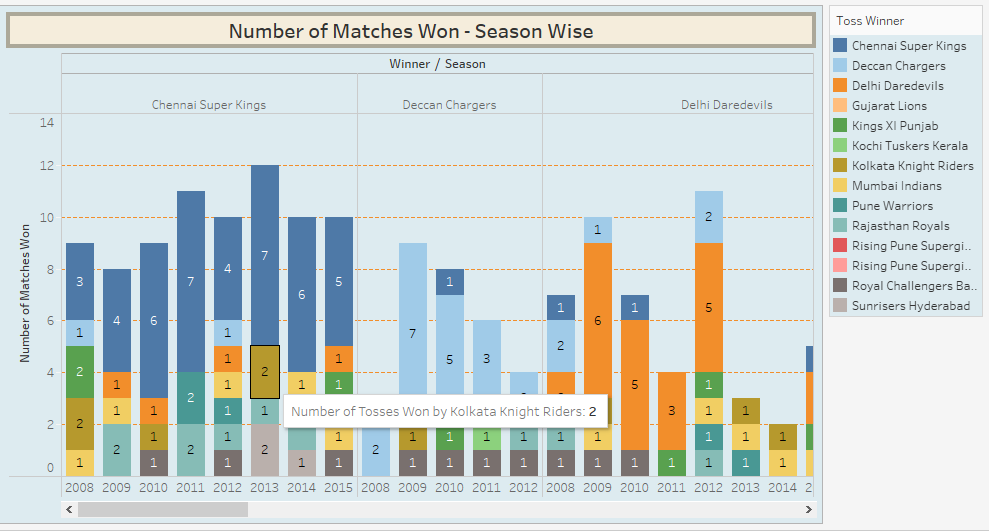 Number of Matches Won - Season Wise
Winner / Season
Chennai Super Kings
Deccan Chargers
Delhi Daredevils
Number of Matches Won
14
12
10
8
6
4
2
0
3 1 2 2 1
4 1 2 2
6 1 1 1
7 2 2
4 1 1 1 1 1 1
7 2 1 2
6 1 1
5 1 1 1 1
2
7 1 1
1 5 1 1
3 1 1
1 1
1 2 1 1
1 6 1 1
1 5 1
3 1
2 5 1 1 1 1
1 1 1
1 1
Number of Tosses Won by Kolkata Knight Riders: 2
2008 2009 2010 2011 2012 2013 2014 2015 2008 2009 2010 2011 2012 2008 2009 2010 2011 2012 2013 2014 2
Toss Winner
Chennai Super Kings
Deccan Chargers
Delhi Daredevils
Gujarat Lions
Kings XI Punjab
Kochi Tuskers Kerala
Kolkata Knight Riders
Mumbai Indians
Pune Warriors
Rajasthan Royals
Rising Pune Supergi..
Rising Pune Supergi..
Royal Challengers Ba..
Sunrisers Hyderabad